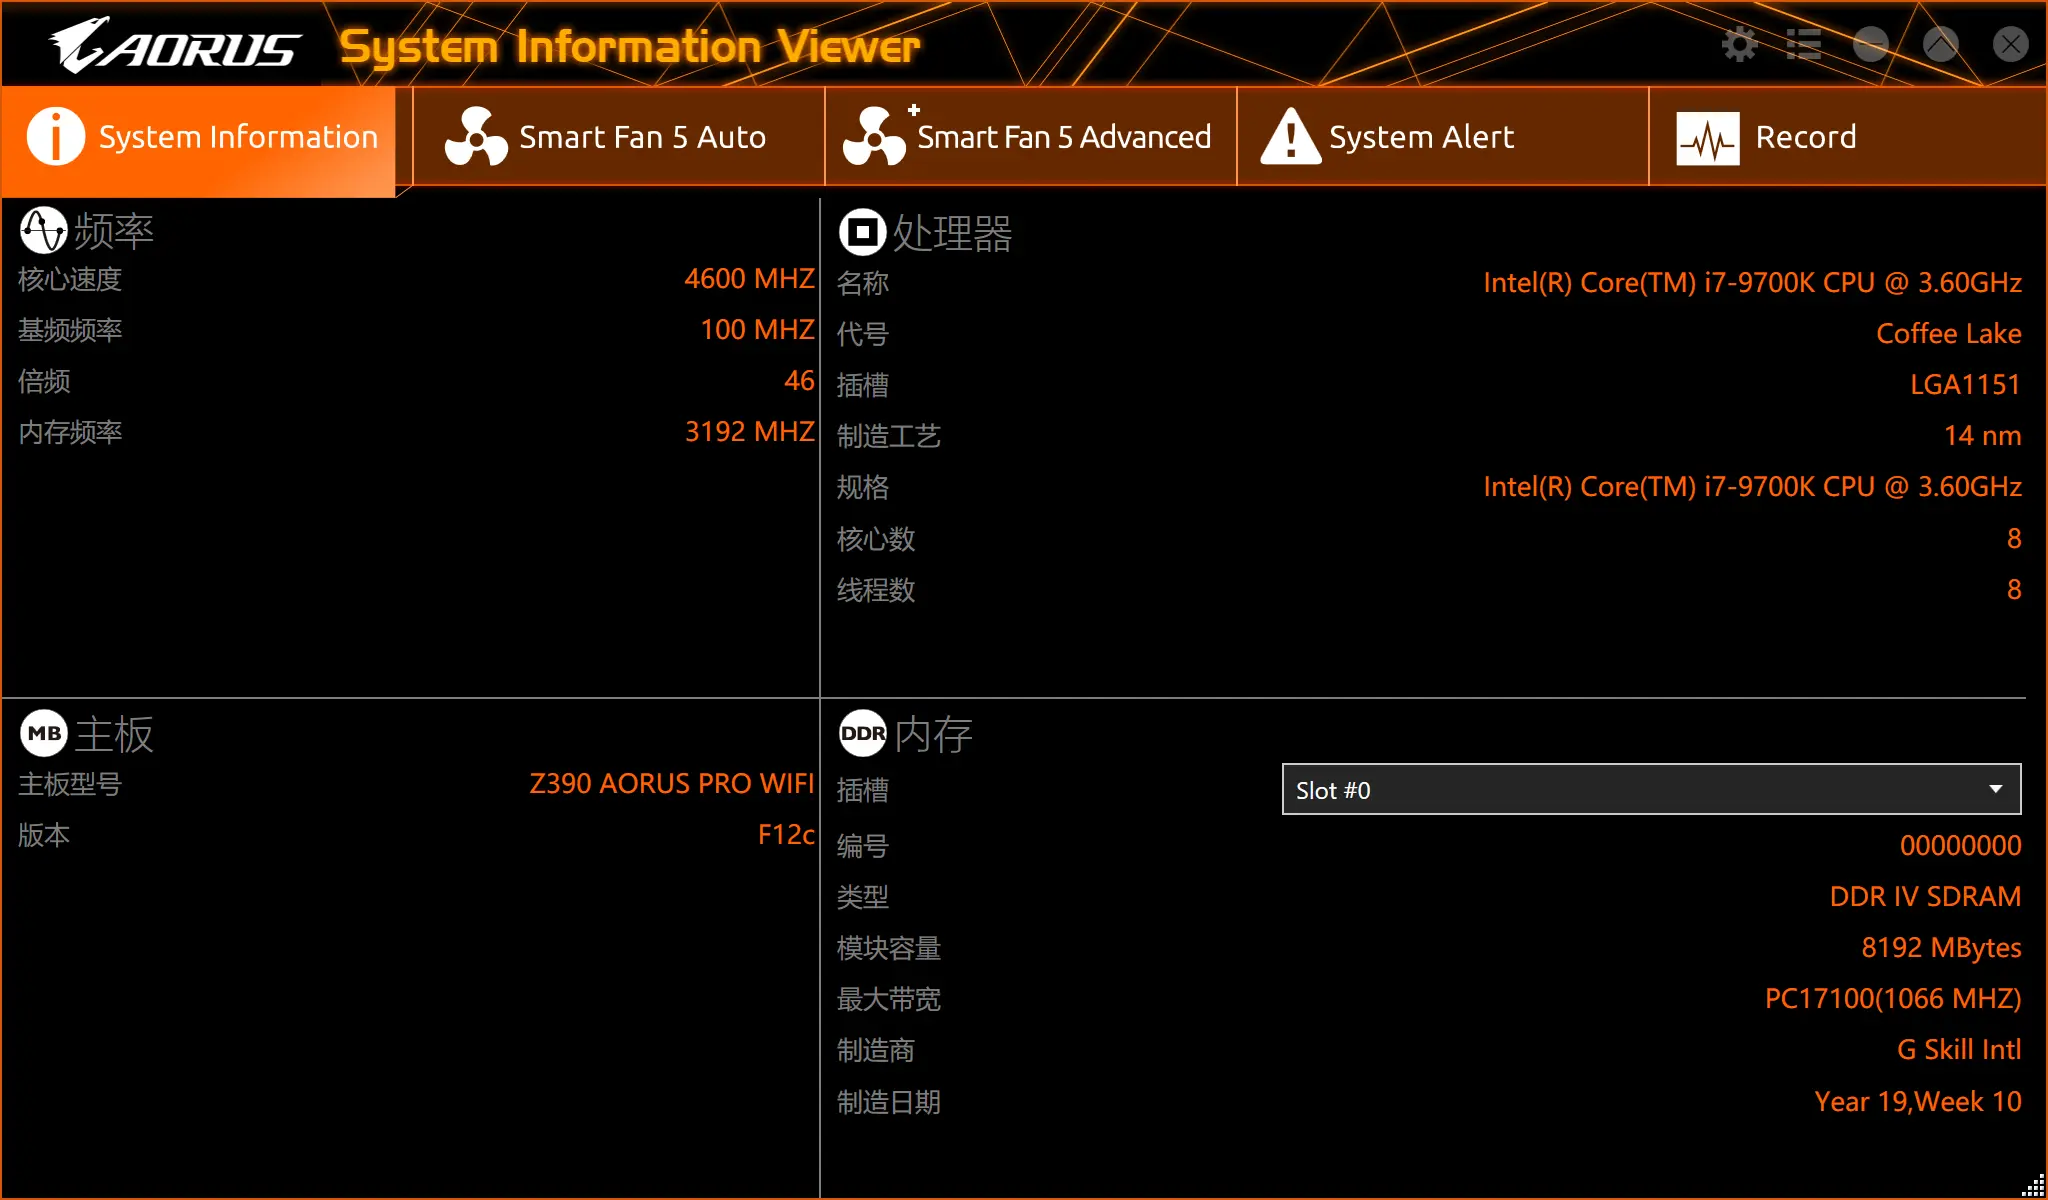 AORUS System Information Viewer
System Information
Smart Fan 5 Auto
Smart Fan 5 Advanced
System Alert
Record
频率
核心速度 4600 MHZ
基频频率 100 MHZ
倍频 46
内存频率 3192 MHZ
处理器
名称 Intel(R) Core(TM) i7-9700K CPU @ 3.60GHz
代号 Coffee Lake
插槽 LGA1151
制造工艺 14 nm
规格 Intel(R) Core(TM) i7-9700K CPU @ 3.60GHz
核心数 8
线程数 8
MB 主板
主板型号 Z390 AORUS PRO WIFI
版本 F12c
DDR 内存
插槽 Slot #0
编号 00000000
类型 DDR IV SDRAM
模块容量 8192 MBytes
最大带宽 PC17100(1066 MHZ)
制造商 G Skill Intl
制造日期 Year 19,Week 10